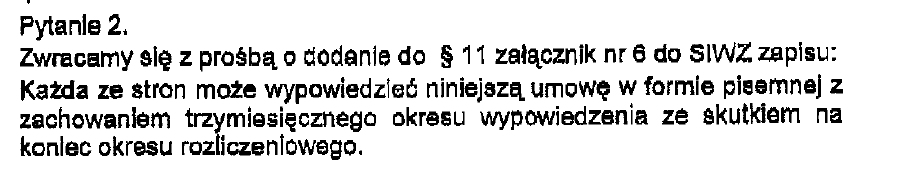 Pytanie 2.
Zwracamy się z prośbą o dodanie do § 11 załącznik nr 6 do SIWZ zapisu:
Każda ze stron może wypowiedzieć niniejszą umowę w formie pisemnej z
zachowaniem trzymiesięcznego okresu wypowiedzenia ze skutkiem na
koniec okresu rozliczeniowego.